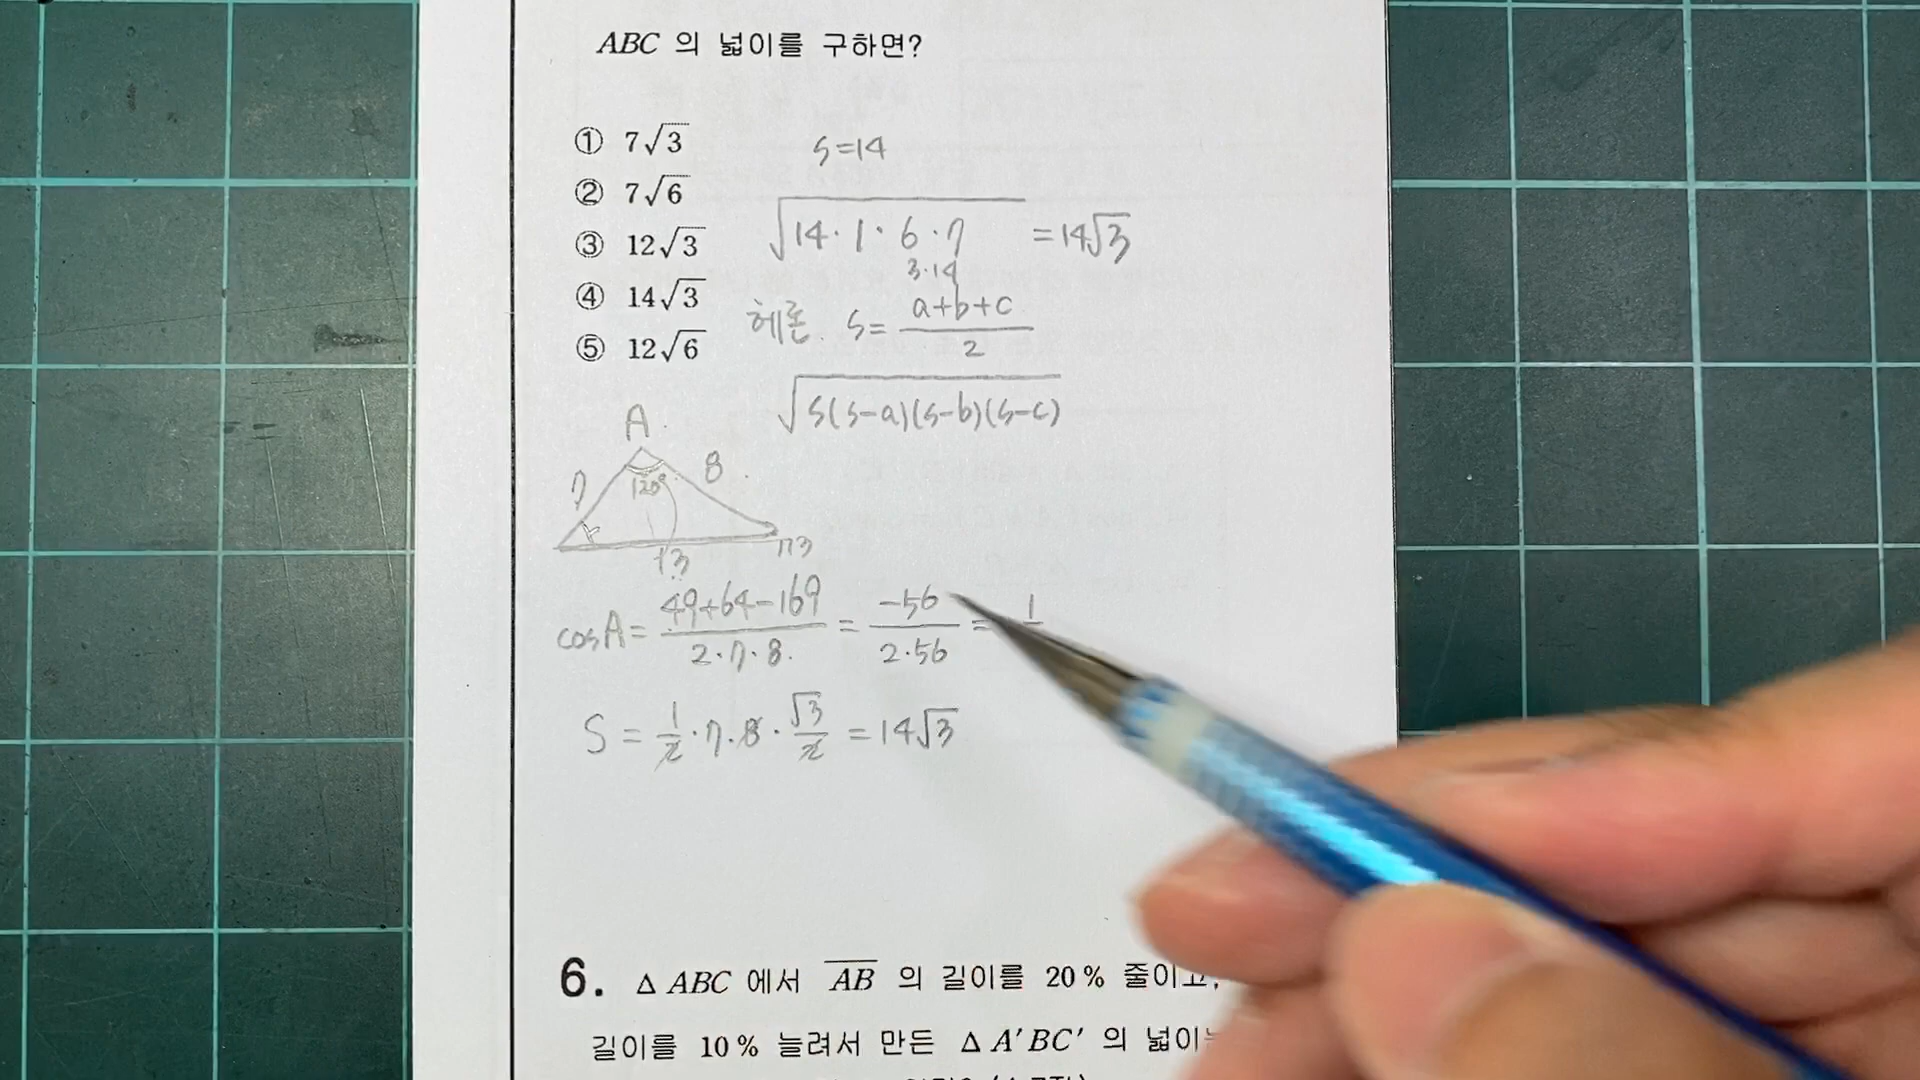 ABC 의 넓이를 구하면?
① 7√3
② 7√6
③ 12√3
④ 14√3
⑤ 12√6
s=14
√14·1·6·7 =14√3
3·14
헤론. s= a+b+c / 2
√s(s-a)(s-b)(s-c)
A
7 120° 8
13
cosA= 49+64-169 / 2·7·8 = -56 / 2·56 = 1
S = 1/2 ·7·8· √3/2 =14√3
6. △ABC 에서 AB 의 길이를 20% 줄이고,
길이를 10% 늘려서 만든 △A′BC′ 의 넓이